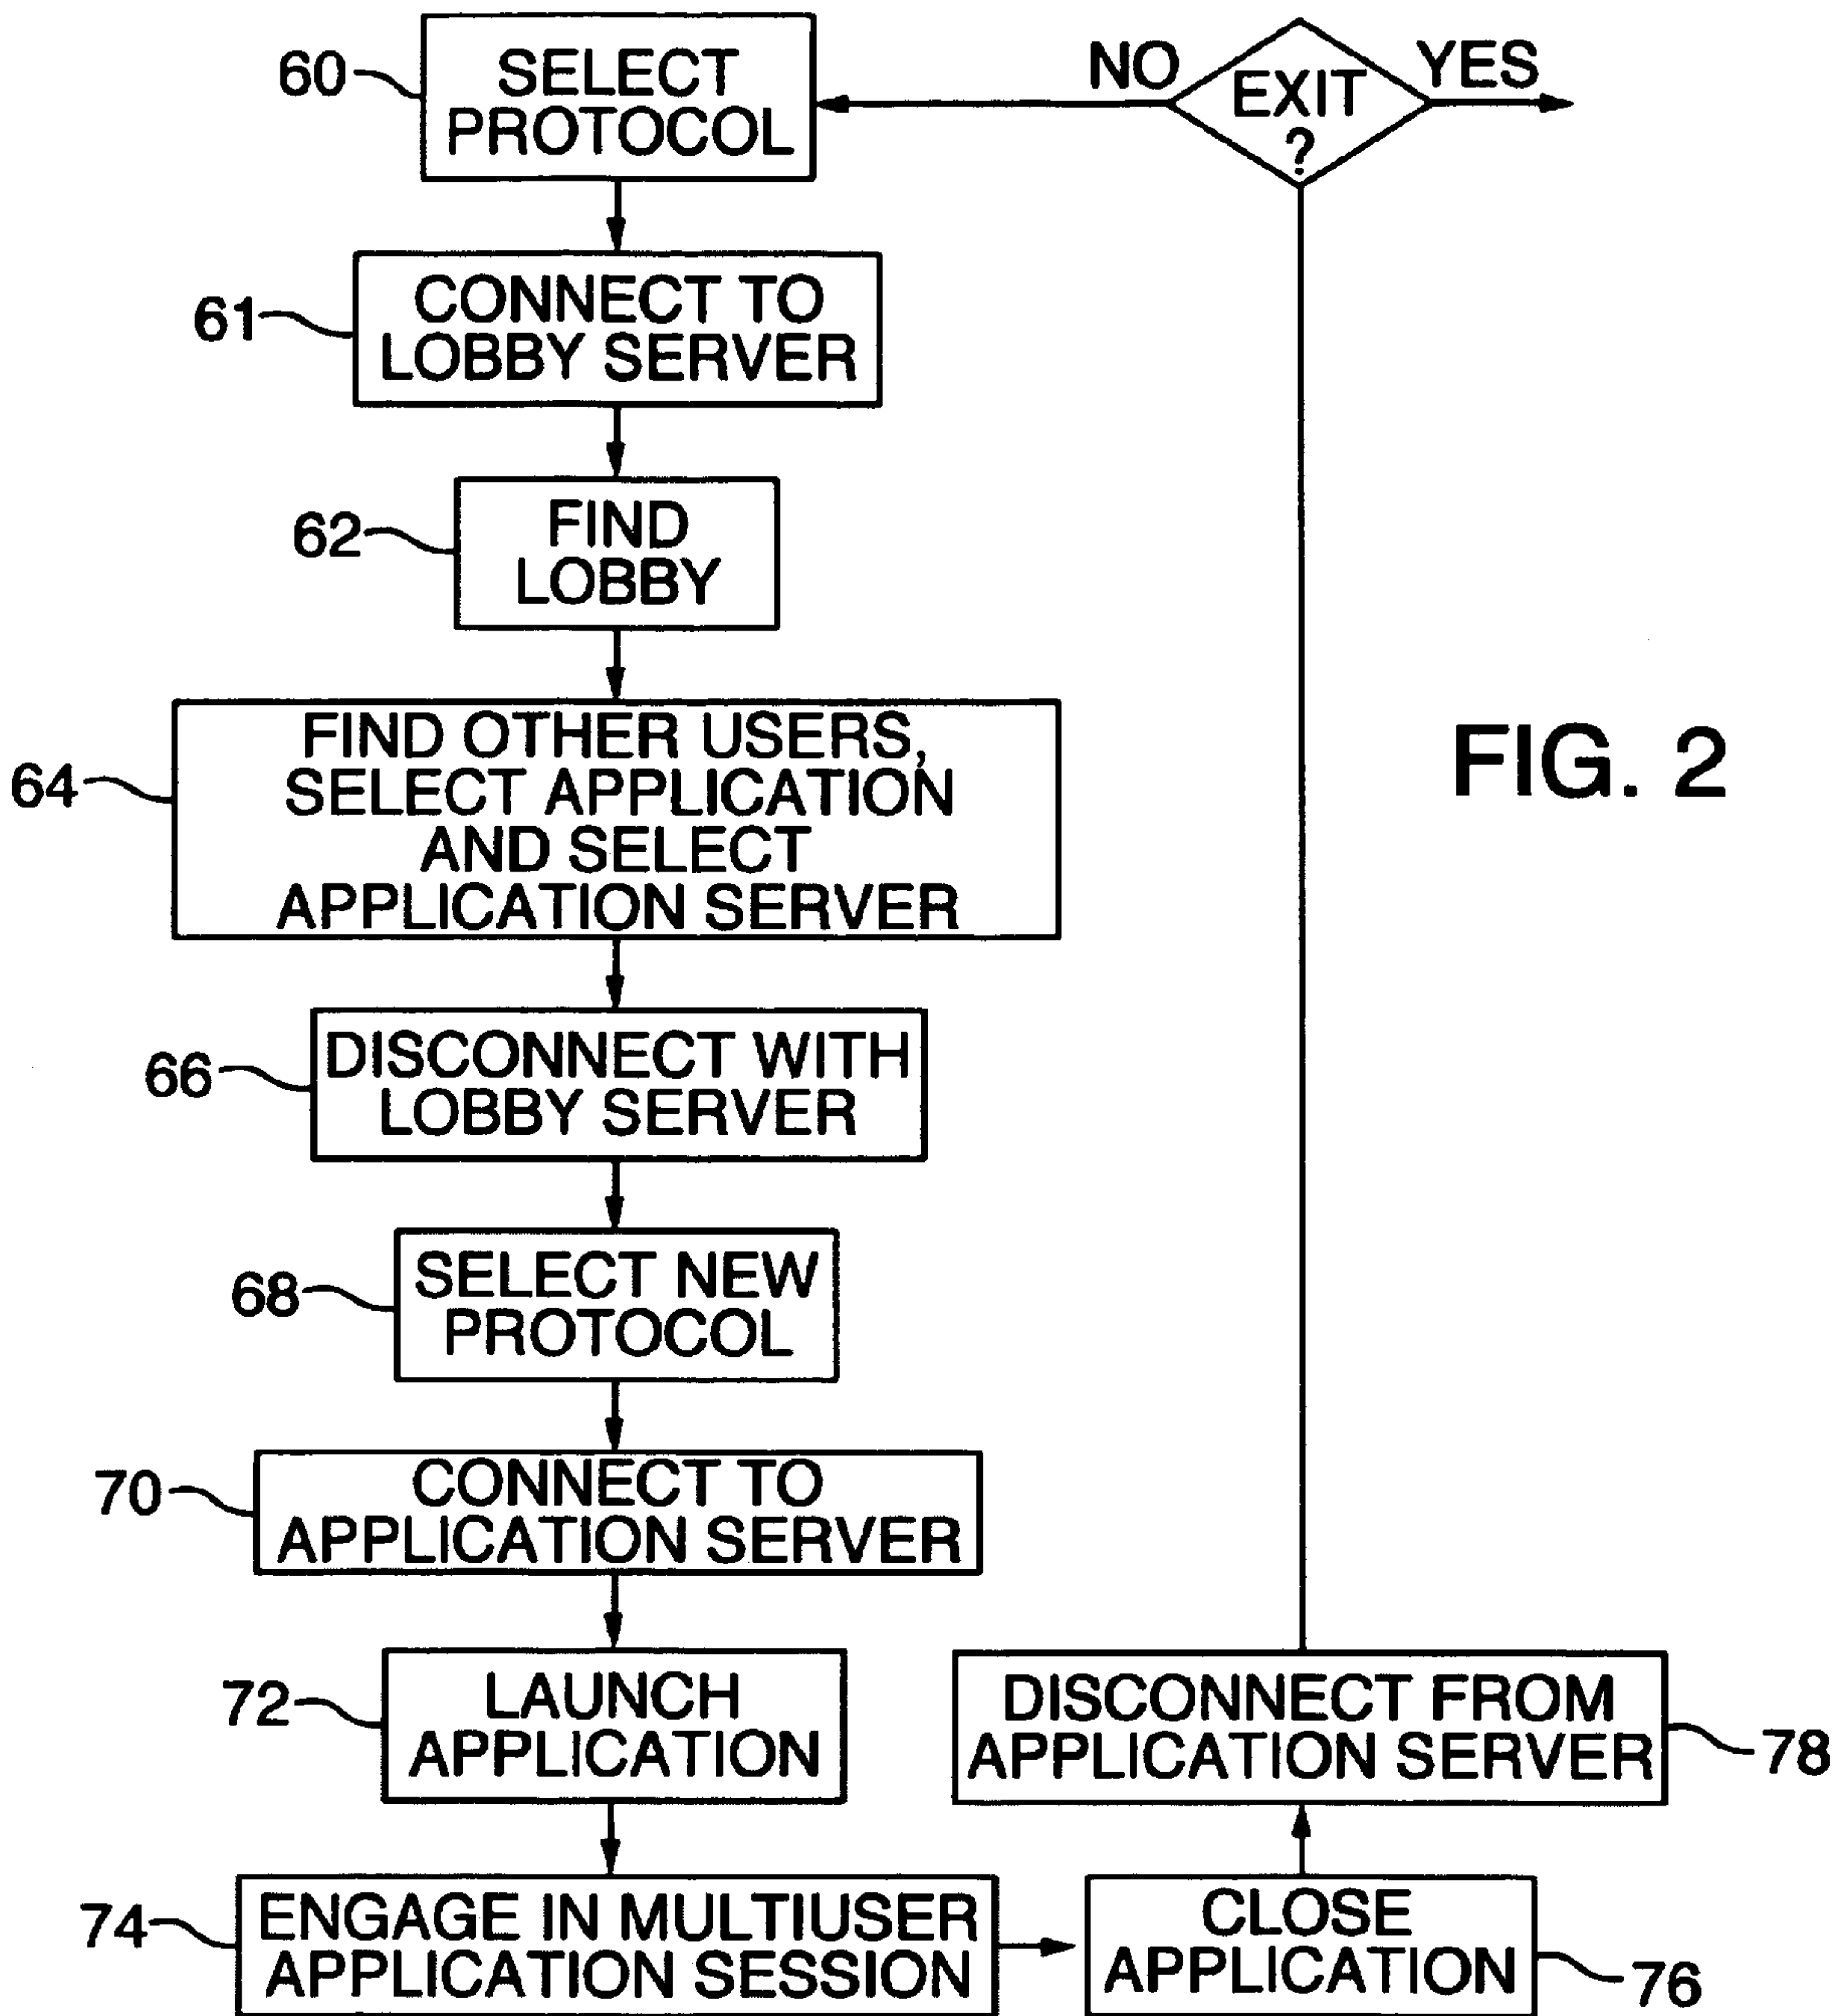 60
SELECT
PROTOCOL
NO
EXIT
?
YES
61
CONNECT TO
LOBBY SERVER
62
FIND
LOBBY
64
FIND OTHER USERS,
SELECT APPLICATION
AND SELECT
APPLICATION SERVER
FIG. 2
66
DISCONNECT WITH
LOBBY SERVER
68
SELECT NEW
PROTOCOL
70
CONNECT TO
APPLICATION SERVER
72
LAUNCH
APPLICATION
74
ENGAGE IN MULTIUSER
APPLICATION SESSION
CLOSE
APPLICATION
76
DISCONNECT FROM
APPLICATION SERVER
78